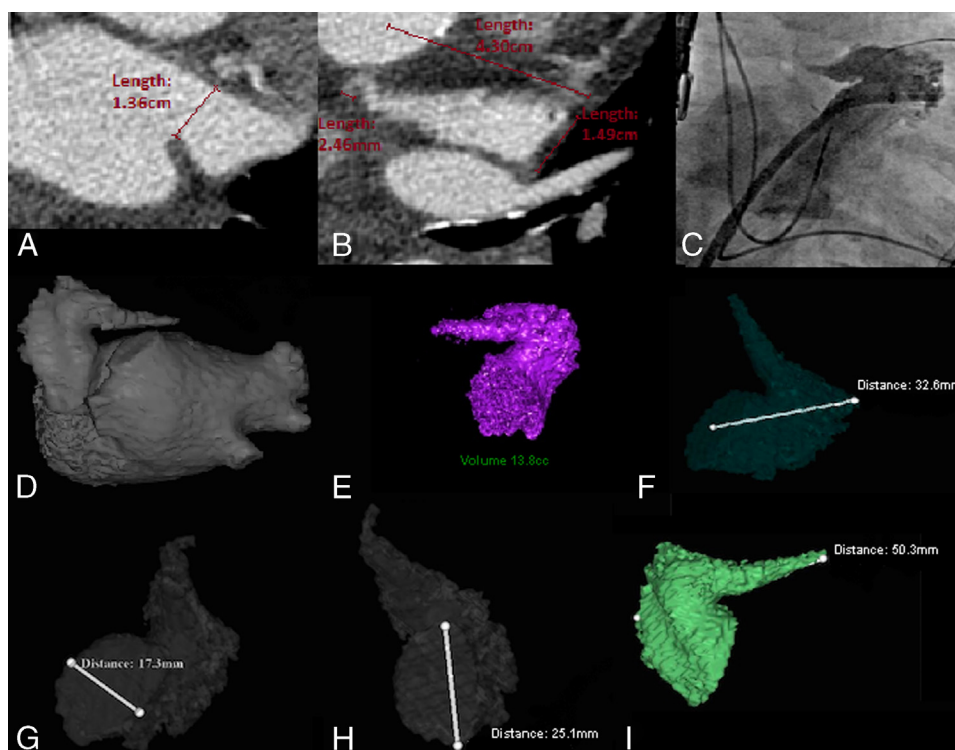 Length:
1.36cm
A
Length:
4.30cm
Length:
1.49cm
Length:
2.46mm
B
C
D
Volume 13.8cc
E
Distance: 32.6mm
F
Distance: 17.3mm
G
Distance: 25.1mm
H
Distance: 50.3mm
I